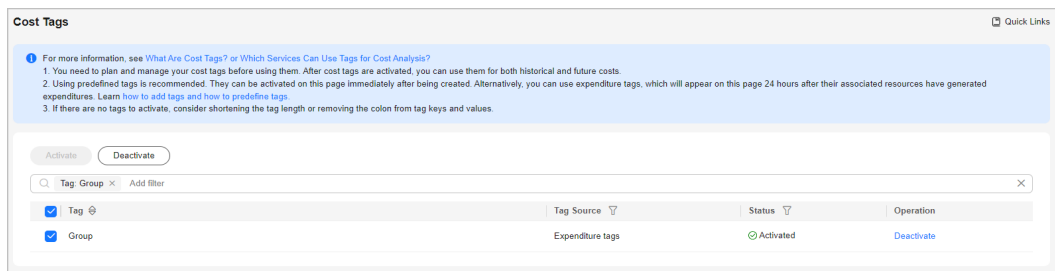 Cost Tags
Quick Links
For more information, see What Are Cost Tags? or Which Services Can Use Tags for Cost Analysis?
1. You need to plan and manage your cost tags before using them. After cost tags are activated, you can use them for both historical and future costs.
2. Using predefined tags is recommended. They can be activated on this page immediately after being created. Alternatively, you can use expenditure tags, which will appear on this page 24 hours after their associated resources have generated
expenditures. Learn how to add tags and how to predefine tags.
3. If there are no tags to activate, consider shortening the tag length or removing the colon from tag keys and values.
Activate Deactivate
Tag: Group × Add filter
Tag Tag Source Status Operation
Group Expenditure tags Activated Deactivate